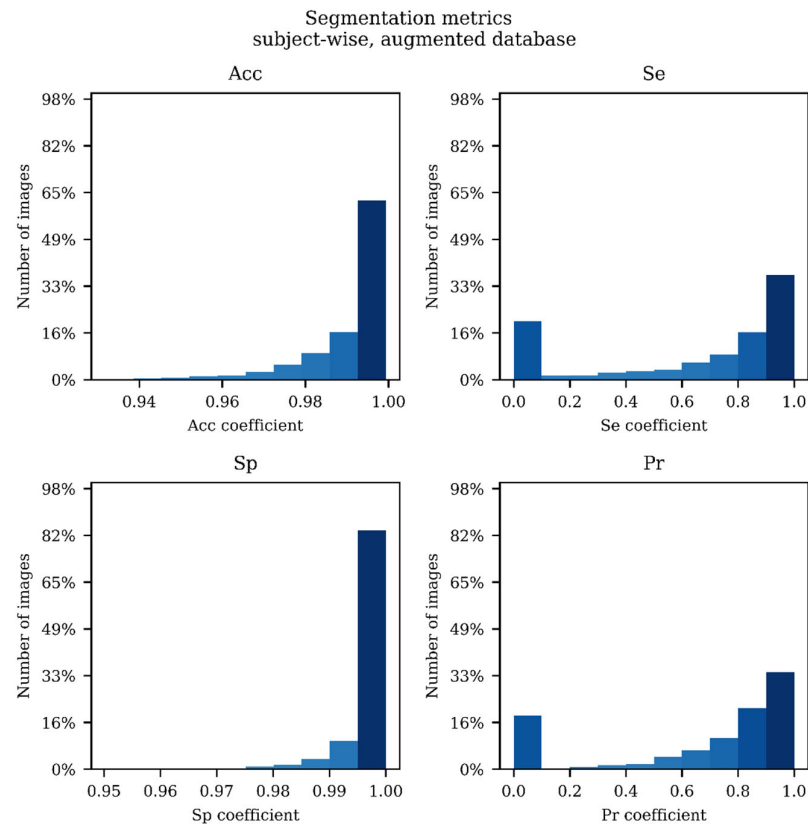 Segmentation metrics
subject-wise, augmented database
Acc
98%
82%
65%
49%
33%
16%
0%
Number of images
0.94 0.96 0.98 1.00
Acc coefficient
Se
98%
82%
65%
49%
33%
16%
0%
Number of images
0.0 0.2 0.4 0.6 0.8 1.0
Se coefficient
Sp
98%
82%
65%
49%
33%
16%
0%
Number of images
0.95 0.96 0.97 0.98 0.99 1.00
Sp coefficient
Pr
98%
82%
65%
49%
33%
16%
0%
Number of images
0.0 0.2 0.4 0.6 0.8 1.0
Pr coefficient